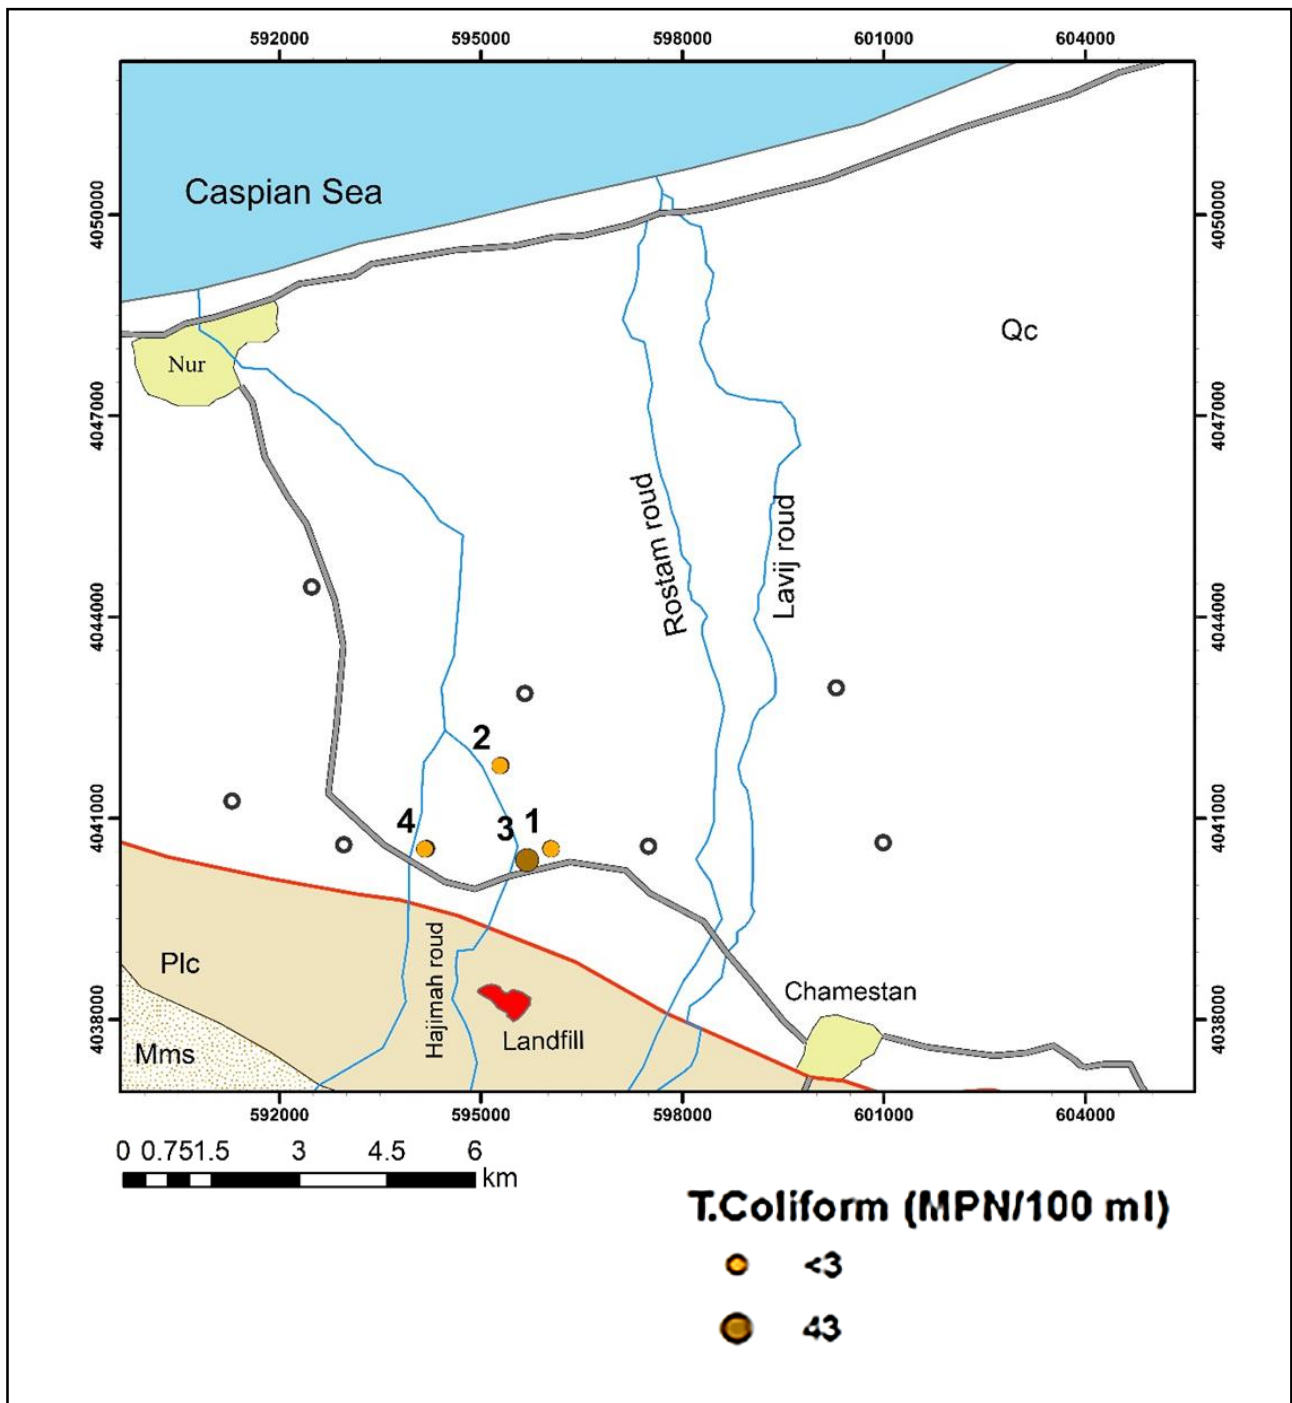 592000 595000 598000 601000 604000
Caspian Sea
4050000 4050000
Qc
Nur
4047000 4047000
Rostam roud
Lavij roud
4044000 4044000
2
4 3 1
4041000 4041000
Plc
Hajimah roud
Chamestan
4038000 4038000
Landfill
Mms
592000 595000 598000 601000 604000
0 0.75 1.5 3 4.5 6
km
T.Coliform (MPN/100 ml)
<3
43